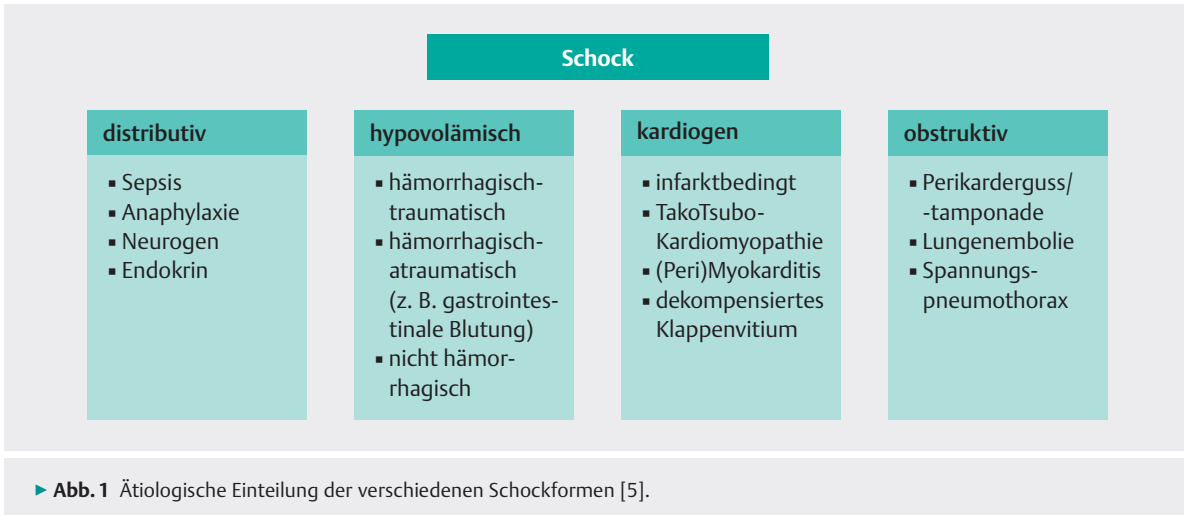 Schock
distributiv
▪ Sepsis
▪ Anaphylaxie
▪ Neurogen
▪ Endokrin
hypovolämisch
▪ hämorrhagisch-
traumatisch
▪ hämorrhagisch-
atraumatisch
(z. B. gastrointes-
tinale Blutung)
▪ nicht hämor-
rhagisch
kardiogen
▪ infarktbedingt
▪ TakoTsubo-
Kardiomyopathie
▪ (Peri)Myokarditis
▪ dekompensiertes
Klappenvitium
obstruktiv
▪ Perikarderguss/
-tamponade
▪ Lungenembolie
▪ Spannungs-
pneumothorax
▶ Abb. 1 Ätiologische Einteilung der verschiedenen Schockformen [5].